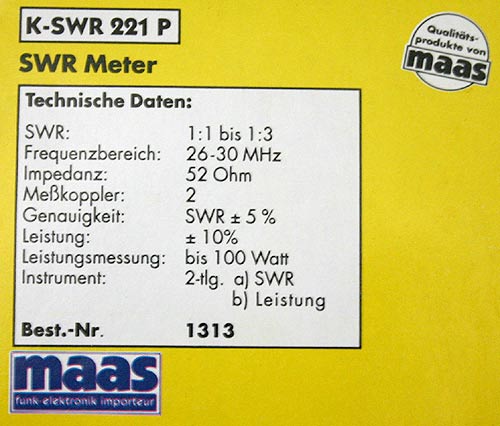 K-SWR 221 P
Qualitäts-
produkte von
maas
SWR Meter
Technische Daten:
SWR: 1:1 bis 1:3
Frequenzbereich: 26-30 MHz
Impedanz: 52 Ohm
Meßkoppler: 2
Genauigkeit: SWR ± 5 %
Leistung: ± 10%
Leistungsmessung: bis 100 Watt
Instrument: 2-tlg. a) SWR
b) Leistung
Best.-Nr. 1313
maas
funk-elektronik importeur